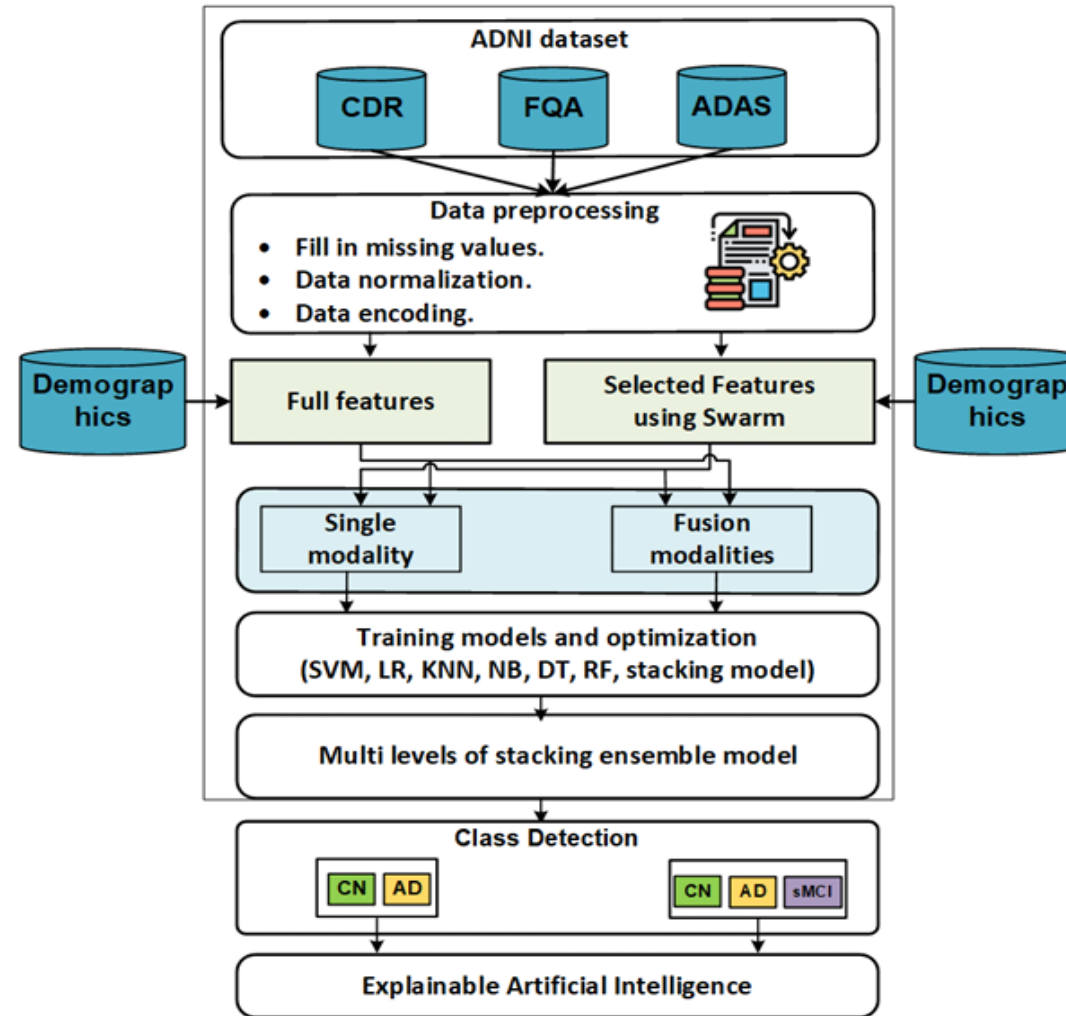 ADNI dataset
CDR
FQA
ADAS
Data preprocessing
• Fill in missing values.
• Data normalization.
• Data encoding.
Demograp
hics
Full features
Selected Features
using Swarm
Demograp
hics
Single
modality
Fusion
modalities
Training models and optimization
(SVM, LR, KNN, NB, DT, RF, stacking model)
Multi levels of stacking ensemble model
Class Detection
CN
AD
CN
AD
sMCI
Explainable Artificial Intelligence